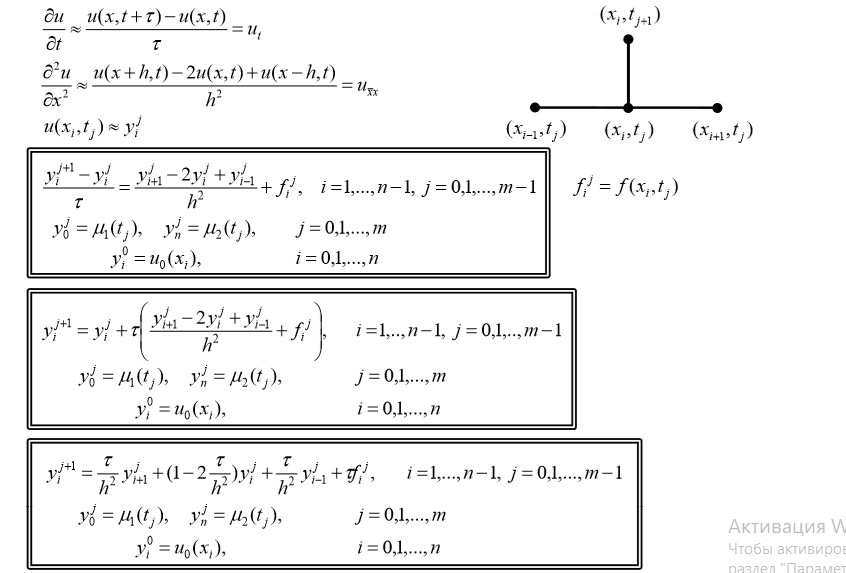 ∂u/∂t ≈ (u(x,t+τ)−u(x,t))/τ = u_t
(x_i,t_{j+1})
∂²u/∂x² ≈ (u(x+h,t)−2u(x,t)+u(x−h,t))/h² = u_{x̄x}
u(x_i,t_j) ≈ y_i^j
(x_{i−1},t_j) (x_i,t_j) (x_{i+1},t_j)
(y_i^{j+1} − y_i^j)/τ = (y_{i+1}^j − 2y_i^j + y_{i−1}^j)/h² + f_i^j, i=1,...,n−1, j=0,1,...,m−1
f_i^j = f(x_i,t_j)
y_0^j = μ_1(t_j), y_n^j = μ_2(t_j), j=0,1,...,m
y_i^0 = u_0(x_i), i=0,1,...,n
y_i^{j+1} = y_i^j + τ((y_{i+1}^j − 2y_i^j + y_{i−1}^j)/h² + f_i^j), i=1,..,n−1, j=0,1,..,m−1
y_0^j = μ_1(t_j), y_n^j = μ_2(t_j), j=0,1,...,m
y_i^0 = u_0(x_i), i=0,1,...,n
y_i^{j+1} = τ/h² y_{i+1}^j + (1−2 τ/h²)y_i^j + τ/h² y_{i−1}^j + τf_i^j, i=1,...,n−1, j=0,1,...,m−1
y_0^j = μ_1(t_j), y_n^j = μ_2(t_j), j=0,1,...,m
y_i^0 = u_0(x_i), i=0,1,...,n
Активация W
Чтобы активиров
раздел "Парамет